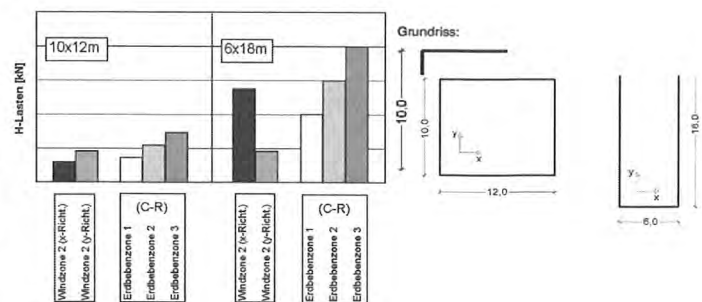 Grundriss:
10x12m
6x18m
H-Lasten [kN]
10,0
10,0
y
x
12,0
y
x
16,0
6,0
Windzone 2 (x-Richt.)
Windzone 2 (y-Richt.)
(C-R)
Erdbebenzone 1
Erdbebenzone 2
Erdbebenzone 3
Windzone 2 (x-Richt.)
Windzone 2 (y-Richt.)
(C-R)
Erdbebenzone 1
Erdbebenzone 2
Erdbebenzone 3